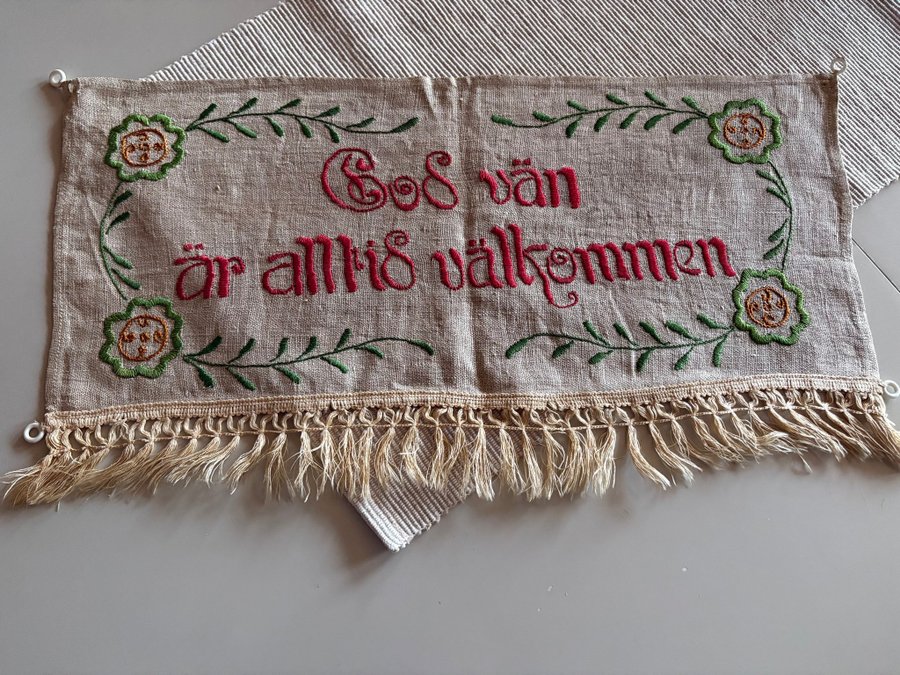 God vän
är alltid välkommen